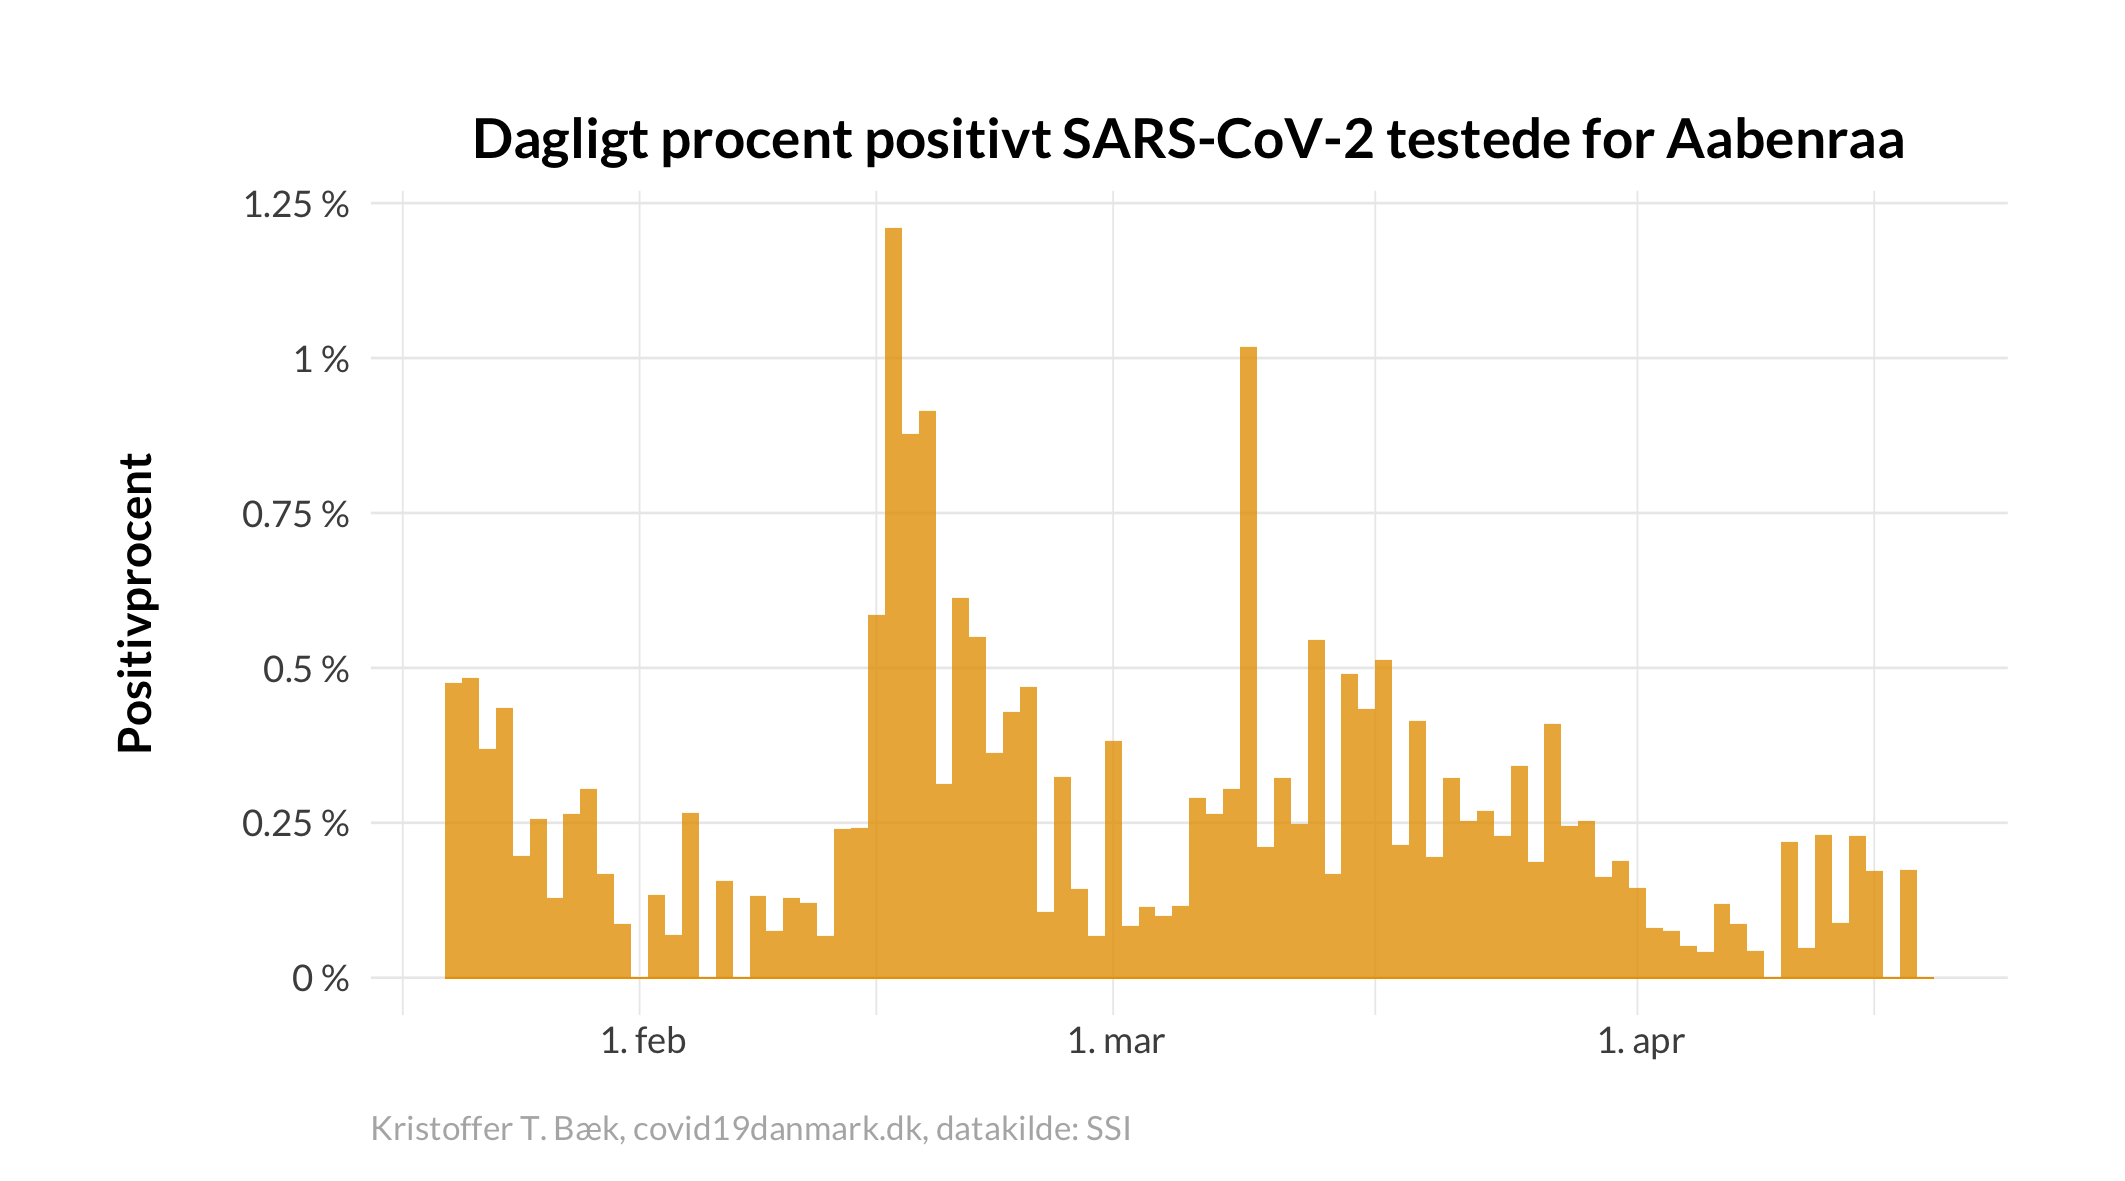 Dagligt procent positivt SARS-CoV-2 testede for Aabenraa
Positivprocent
1.25 %
1 %
0.75 %
0.5 %
0.25 %
0 %
1. feb
1. mar
1. apr
Kristoffer T. Bæk, covid19danmark.dk, datakilde: SSI